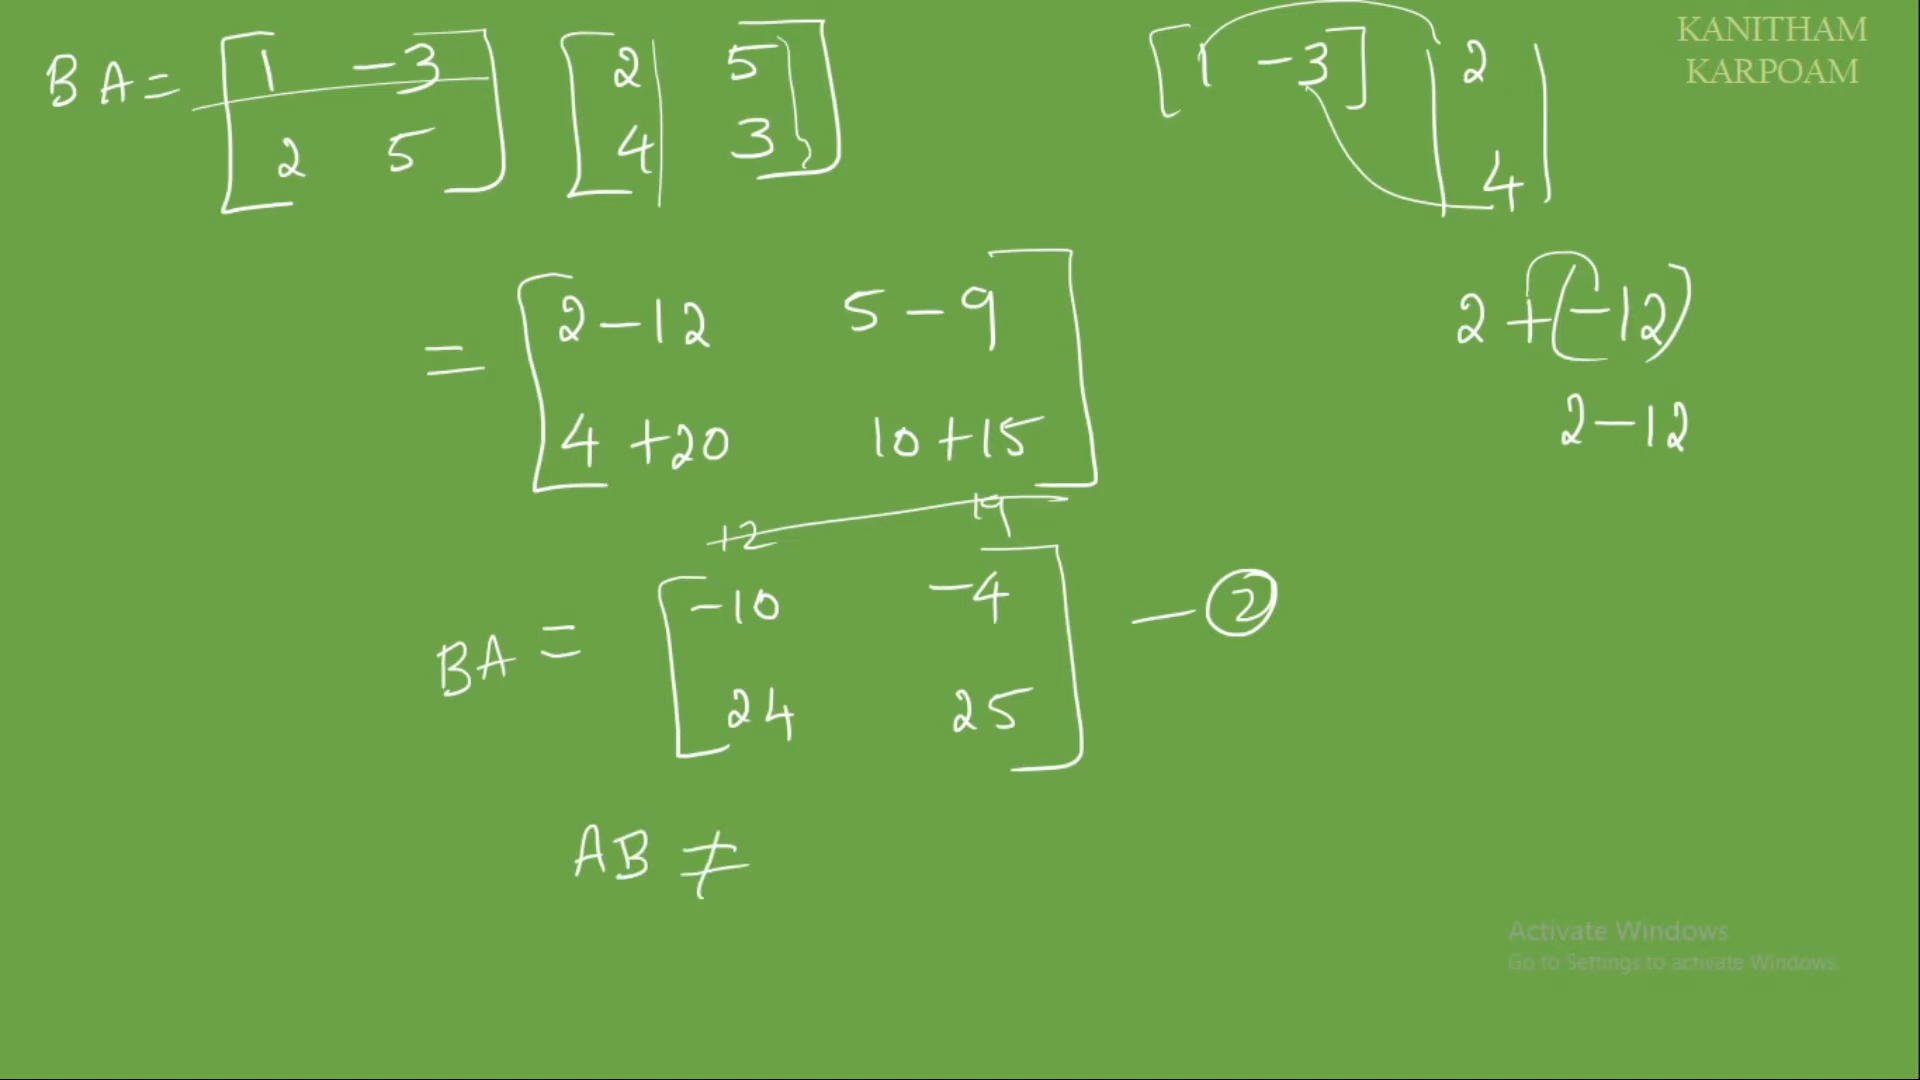 KANITHAM
KARPOAM
BA = [1 -3] [2 5] [1 -3] [2
2 5 4 3 4]
= [2-12 5-9 2+(-12)
4+20 10+15] 2-12
+2 19
BA = [-10 -4 - ②
24 25]
AB ≠
Activate Windows
Go to Settings to activate Windows.